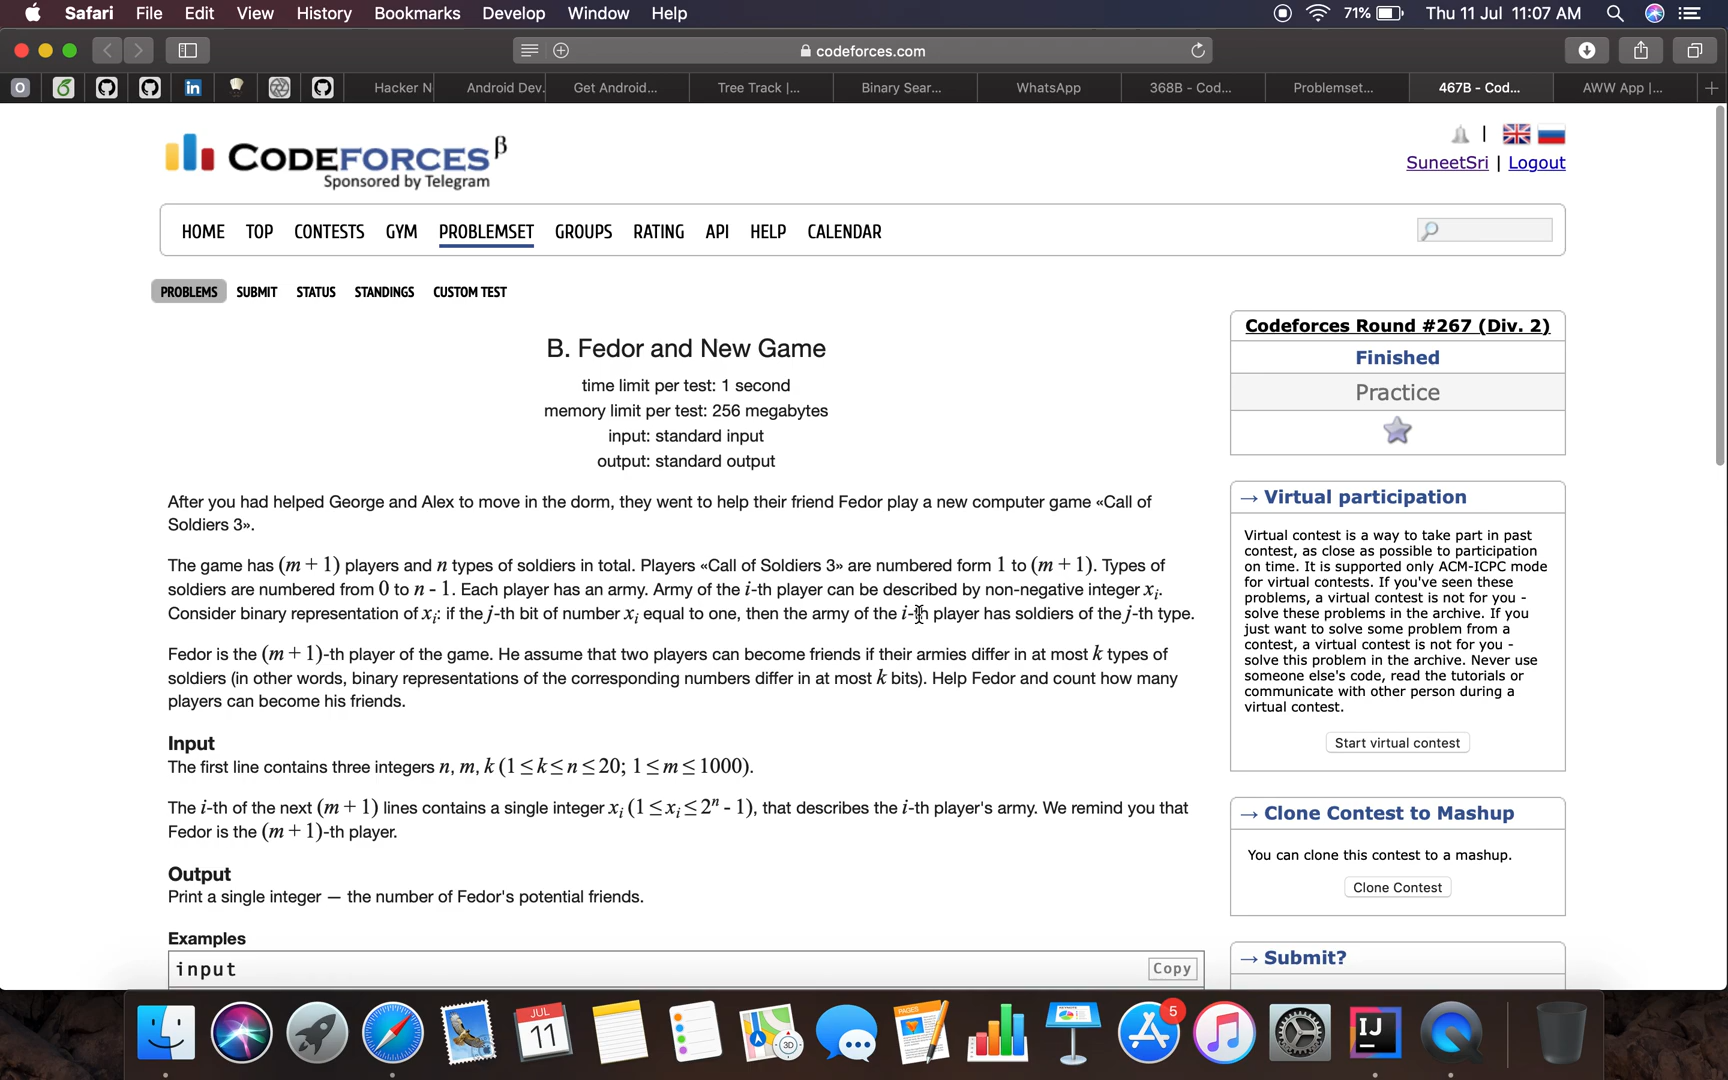 Safari File Edit View History Bookmarks Develop Window Help 71% Thu 11 Jul 11:07 AM
codeforces.com
O in Hacker N Android Dev. Get Android... Tree Track |... Binary Sear... WhatsApp 368B - Cod... Problemset... 467B - Cod... AWW App |...
CODEFORCES β
Sponsored by Telegram
|
SuneetSri | Logout
HOME TOP CONTESTS GYM PROBLEMSET GROUPS RATING API HELP CALENDAR
PROBLEMS SUBMIT STATUS STANDINGS CUSTOM TEST
B. Fedor and New Game
time limit per test: 1 second
memory limit per test: 256 megabytes
input: standard input
output: standard output
After you had helped George and Alex to move in the dorm, they went to help their friend Fedor play a new computer game «Call of
Soldiers 3».
The game has (m + 1) players and n types of soldiers in total. Players «Call of Soldiers 3» are numbered form 1 to (m + 1). Types of
soldiers are numbered from 0 to n - 1. Each player has an army. Army of the i-th player can be described by non-negative integer xi.
Consider binary representation of xi: if the j-th bit of number xi equal to one, then the army of the i-th player has soldiers of the j-th type.
Fedor is the (m + 1)-th player of the game. He assume that two players can become friends if their armies differ in at most k types of
soldiers (in other words, binary representations of the corresponding numbers differ in at most k bits). Help Fedor and count how many
players can become his friends.
Input
The first line contains three integers n, m, k (1 ≤ k ≤ n ≤ 20; 1 ≤ m ≤ 1000).
The i-th of the next (m + 1) lines contains a single integer xi (1 ≤ xi ≤ 2ⁿ - 1), that describes the i-th player's army. We remind you that
Fedor is the (m + 1)-th player.
Output
Print a single integer — the number of Fedor's potential friends.
Examples
input Copy
Codeforces Round #267 (Div. 2)
Finished
Practice
→ Virtual participation
Virtual contest is a way to take part in past
contest, as close as possible to participation
on time. It is supported only ACM-ICPC mode
for virtual contests. If you've seen these
problems, a virtual contest is not for you -
solve these problems in the archive. If you
just want to solve some problem from a
contest, a virtual contest is not for you -
solve this problem in the archive. Never use
someone else's code, read the tutorials or
communicate with other person during a
virtual contest.
Start virtual contest
→ Clone Contest to Mashup
You can clone this contest to a mashup.
Clone Contest
→ Submit?
JUL
11
3D
PAGES
5
IJ